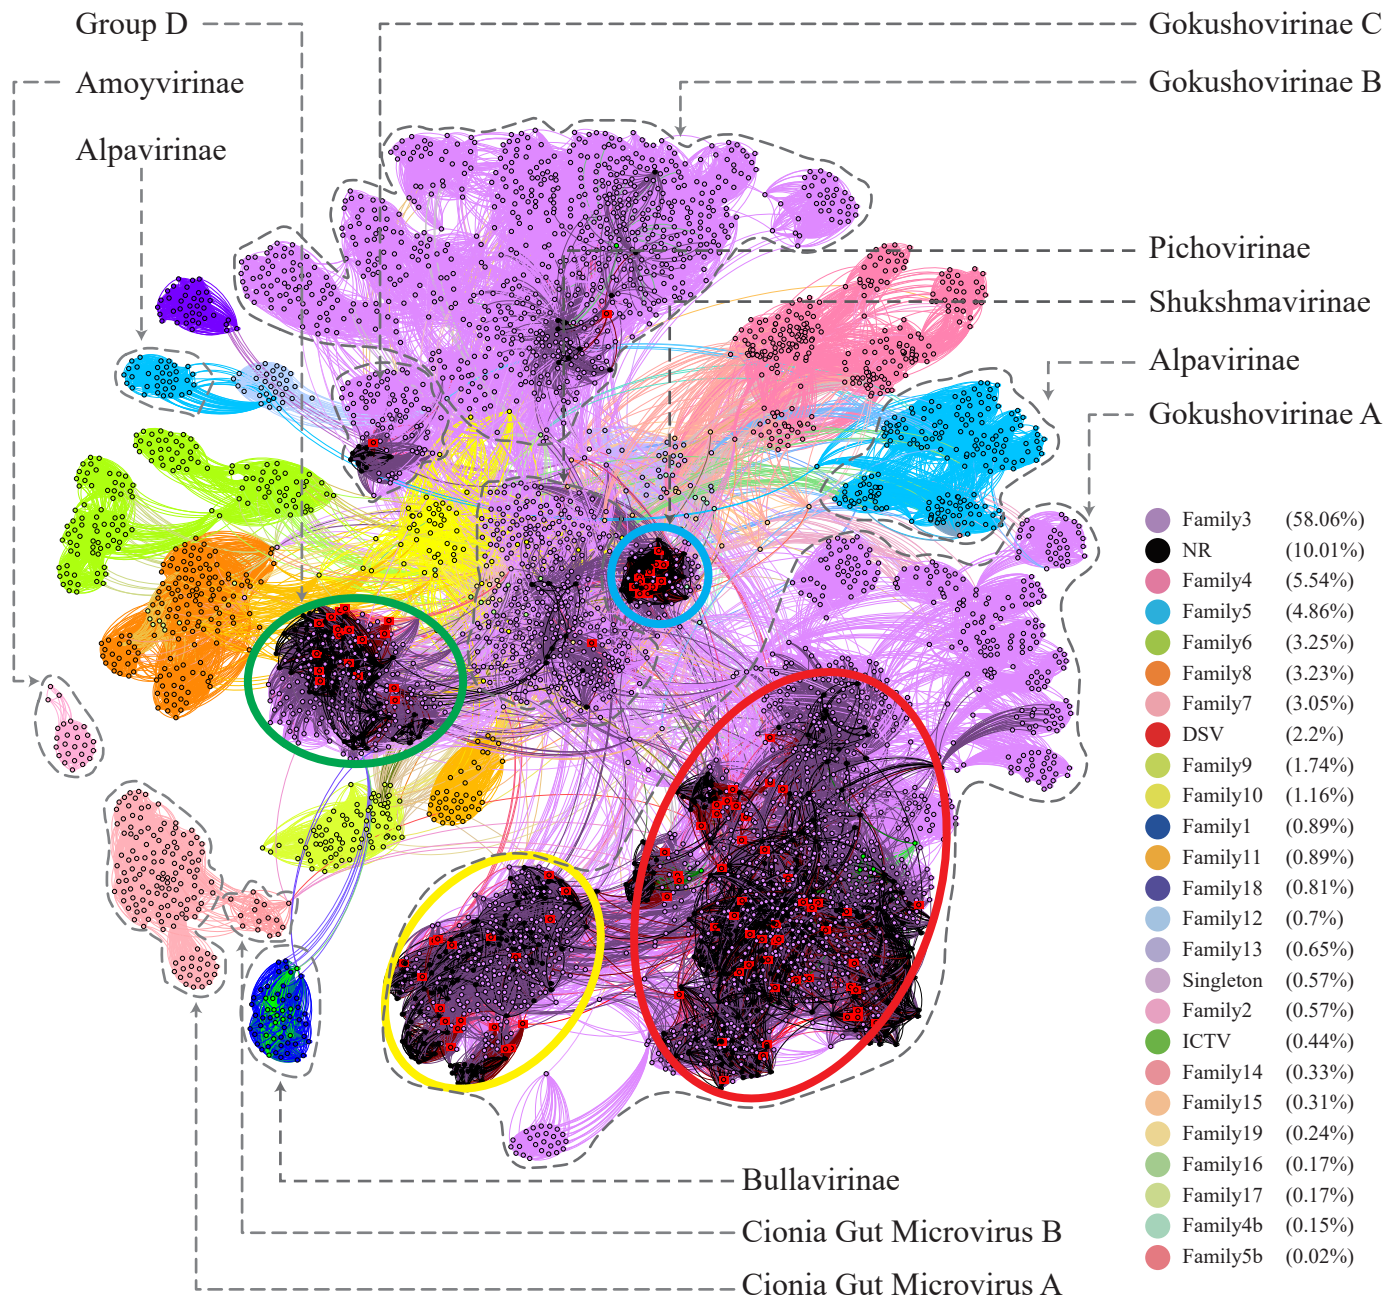 Group D
Gokushovirinae C
Amoyvirinae
Gokushovirinae B
Alpavirinae
Pichovirinae
Shukshmavirinae
Alpavirinae
Gokushovirinae A
Family3 (58.06%)
NR (10.01%)
Family4 (5.54%)
Family5 (4.86%)
Family6 (3.25%)
Family8 (3.23%)
Family7 (3.05%)
DSV (2.2%)
Family9 (1.74%)
Family10 (1.16%)
Family1 (0.89%)
Family11 (0.89%)
Family18 (0.81%)
Family12 (0.7%)
Family13 (0.65%)
Singleton (0.57%)
Family2 (0.57%)
ICTV (0.44%)
Family14 (0.33%)
Family15 (0.31%)
Family19 (0.24%)
Family16 (0.17%)
Family17 (0.17%)
Family4b (0.15%)
Family5b (0.02%)
Bullavirinae
Cionia Gut Microvirus B
Cionia Gut Microvirus A